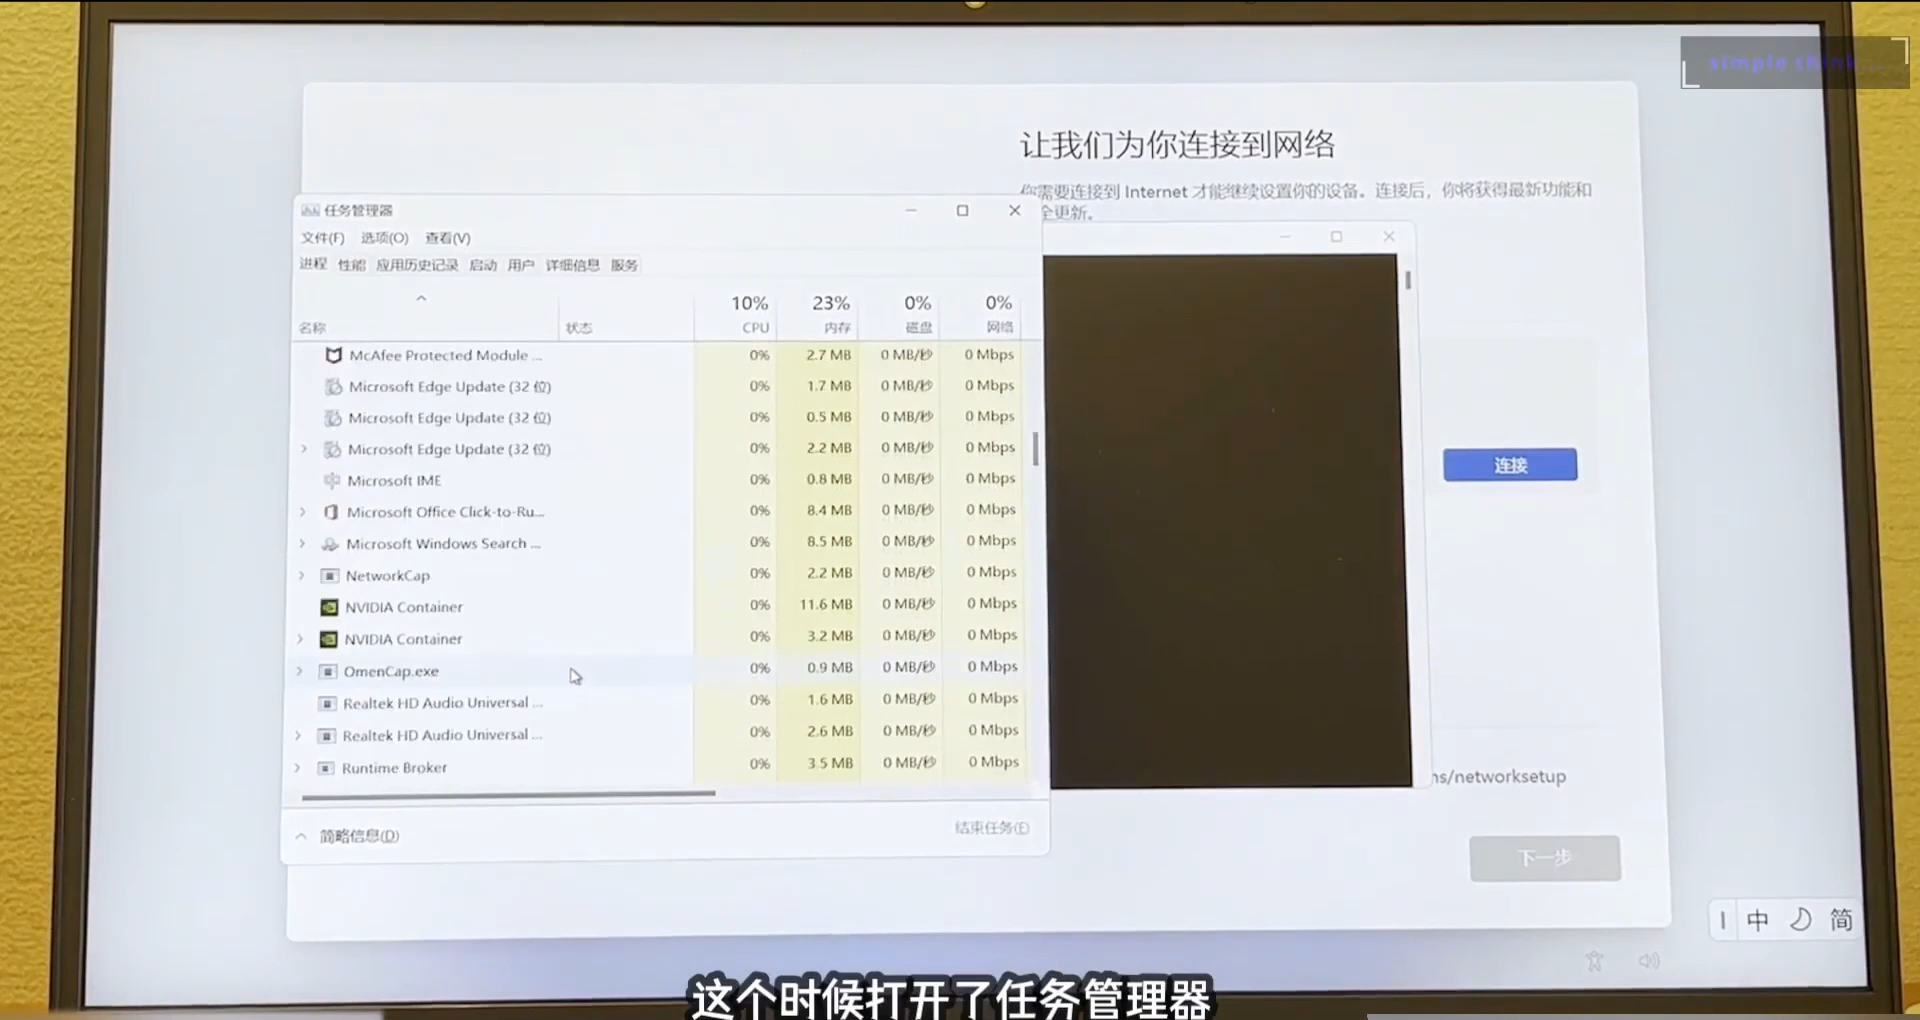 simple think
让我们为你连接到网络
你需要连接到 Internet 才能继续设置你的设备。连接后，你将获得最新功能和
全更新。
任务管理器
文件(F) 选项(O) 查看(V)
进程 性能 应用历史记录 启动 用户 详细信息 服务
10% 23% 0% 0%
名称 状态 CPU 内存 磁盘 网络
McAfee Protected Module ... 0% 2.7 MB 0 MB/秒 0 Mbps
Microsoft Edge Update (32 位) 0% 1.7 MB 0 MB/秒 0 Mbps
Microsoft Edge Update (32 位) 0% 0.5 MB 0 MB/秒 0 Mbps
Microsoft Edge Update (32 位) 0% 2.2 MB 0 MB/秒 0 Mbps
Microsoft IME 0% 0.8 MB 0 MB/秒 0 Mbps
Microsoft Office Click-to-Ru... 0% 8.4 MB 0 MB/秒 0 Mbps
Microsoft Windows Search ... 0% 8.5 MB 0 MB/秒 0 Mbps
NetworkCap 0% 2.2 MB 0 MB/秒 0 Mbps
NVIDIA Container 0% 11.6 MB 0 MB/秒 0 Mbps
NVIDIA Container 0% 3.2 MB 0 MB/秒 0 Mbps
OmenCap.exe 0% 0.9 MB 0 MB/秒 0 Mbps
Realtek HD Audio Universal ... 0% 1.6 MB 0 MB/秒 0 Mbps
Realtek HD Audio Universal ... 0% 2.6 MB 0 MB/秒 0 Mbps
Runtime Broker 0% 3.5 MB 0 MB/秒 0 Mbps
简略信息(D) 结束任务(E)
连接
ns/networksetup
下一步
中 简
这个时候打开了任务管理器